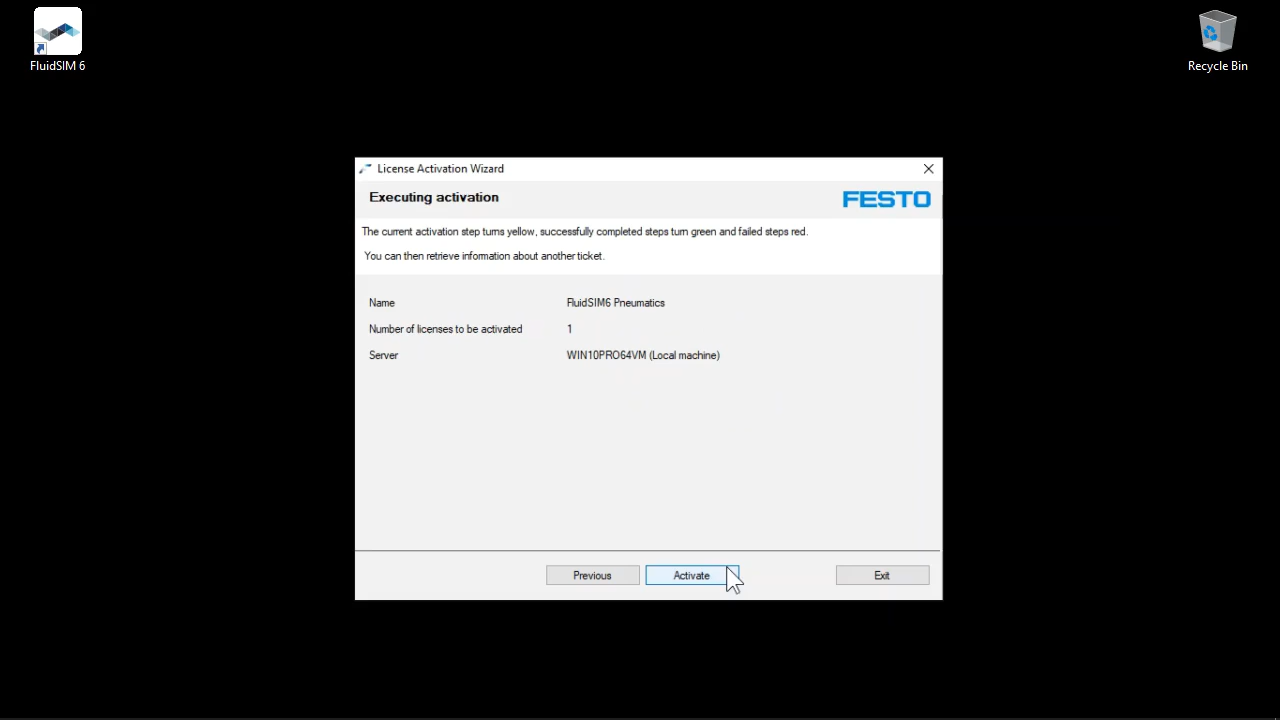 FluidSIM 6
Recycle Bin
License Activation Wizard
Executing activation
FESTO
The current activation step turns yellow, successfully completed steps turn green and failed steps red.
You can then retrieve information about another ticket.
Name FluidSIM6 Pneumatics
Number of licenses to be activated 1
Server WIN10PRO64VM (Local machine)
Previous Activate Exit